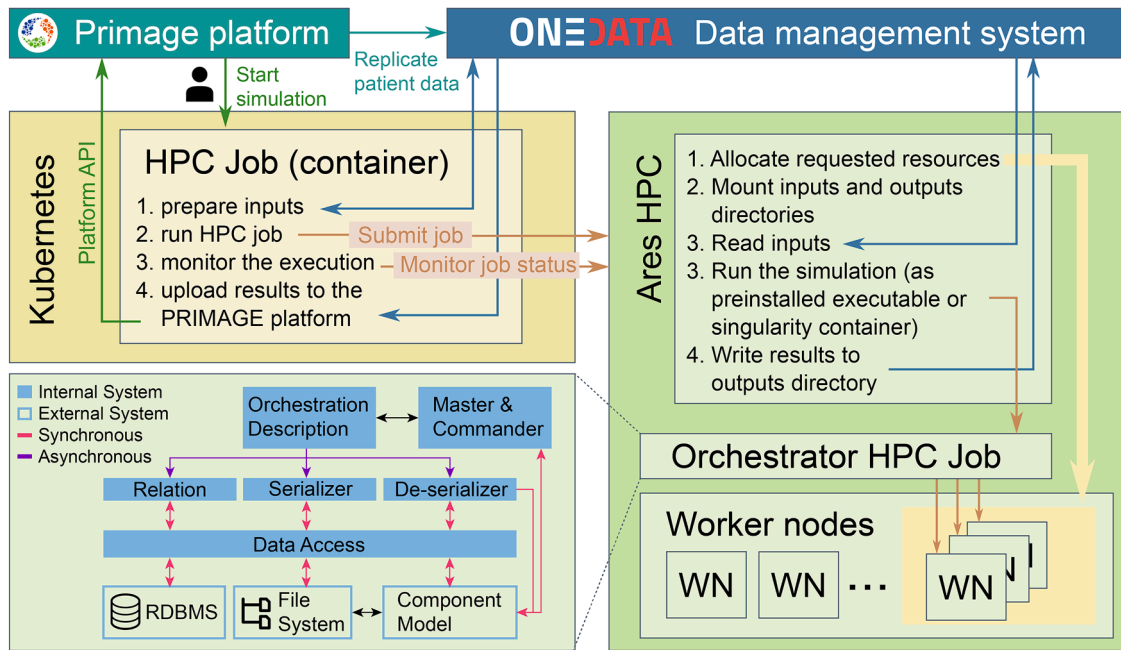 Primage platform
ONEDATA Data management system
Replicate
patient data
Start
simulation
Platform API
Kubernetes
HPC Job (container)
1. prepare inputs
2. run HPC job
3. monitor the execution
4. upload results to the
PRIMAGE platform
Submit job
Monitor job status
Ares HPC
1. Allocate requested resources
2. Mount inputs and outputs
directories
3. Read inputs
3. Run the simulation (as
preinstalled executable or
singularity container)
4. Write results to
outputs directory
Internal System
External System
Synchronous
Asynchronous
Orchestration
Description
Master &
Commander
Relation
Serializer
De-serializer
Data Access
RDBMS
File
System
Component
Model
Orchestrator HPC Job
Worker nodes
WN
WN
...
WN
N